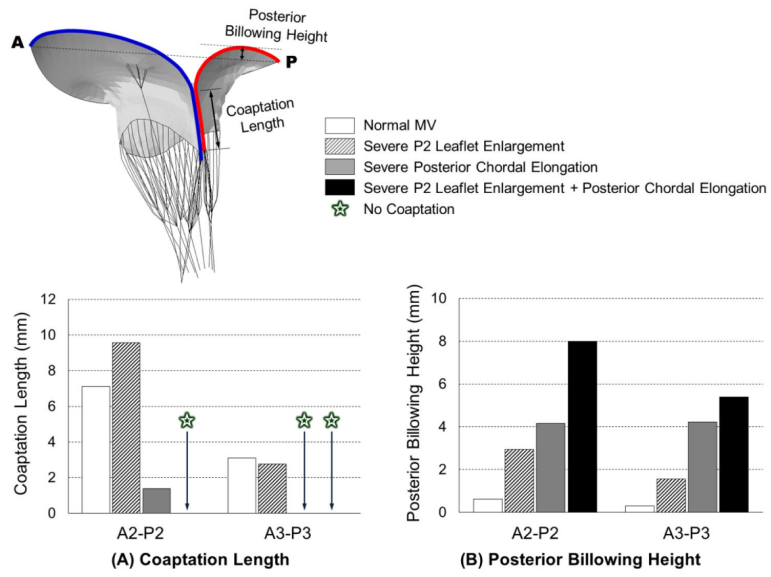 Posterior
Billowing Height
A
P
Coaptation
Length
Normal MV
Severe P2 Leaflet Enlargement
Severe Posterior Chordal Elongation
Severe P2 Leaflet Enlargement + Posterior Chordal Elongation
No Coaptation
Coaptation Length (mm)
12
10
8
6
4
2
0
A2-P2
A3-P3
(A) Coaptation Length
Posterior Billowing Height (mm)
10
8
6
4
2
0
A2-P2
A3-P3
(B) Posterior Billowing Height